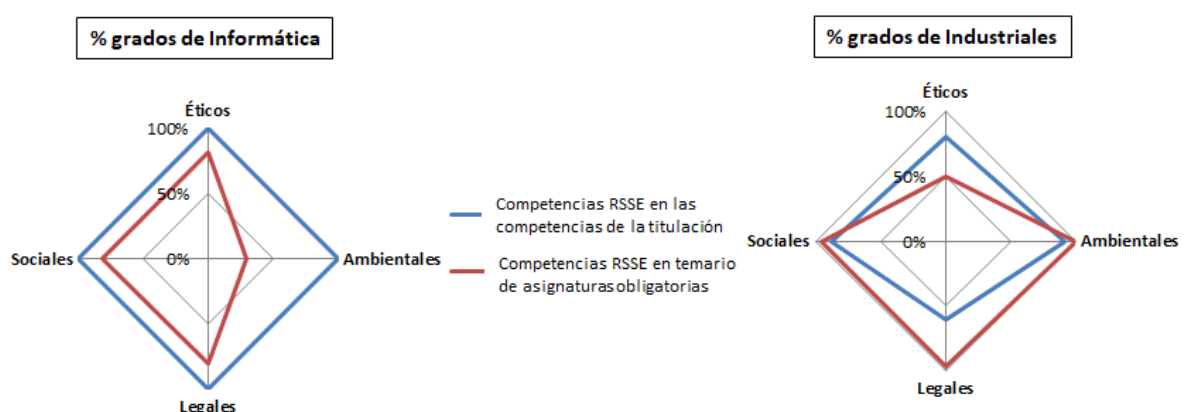 % grados de Informática
Éticos
100%
50%
Sociales
0%
Ambientales
Legales
Competencias RSSE en las
competencias de la titulación
Competencias RSSE en temario
de asignaturas obligatorias
% grados de Industriales
Éticos
100%
50%
Sociales
0%
Ambientales
Legales